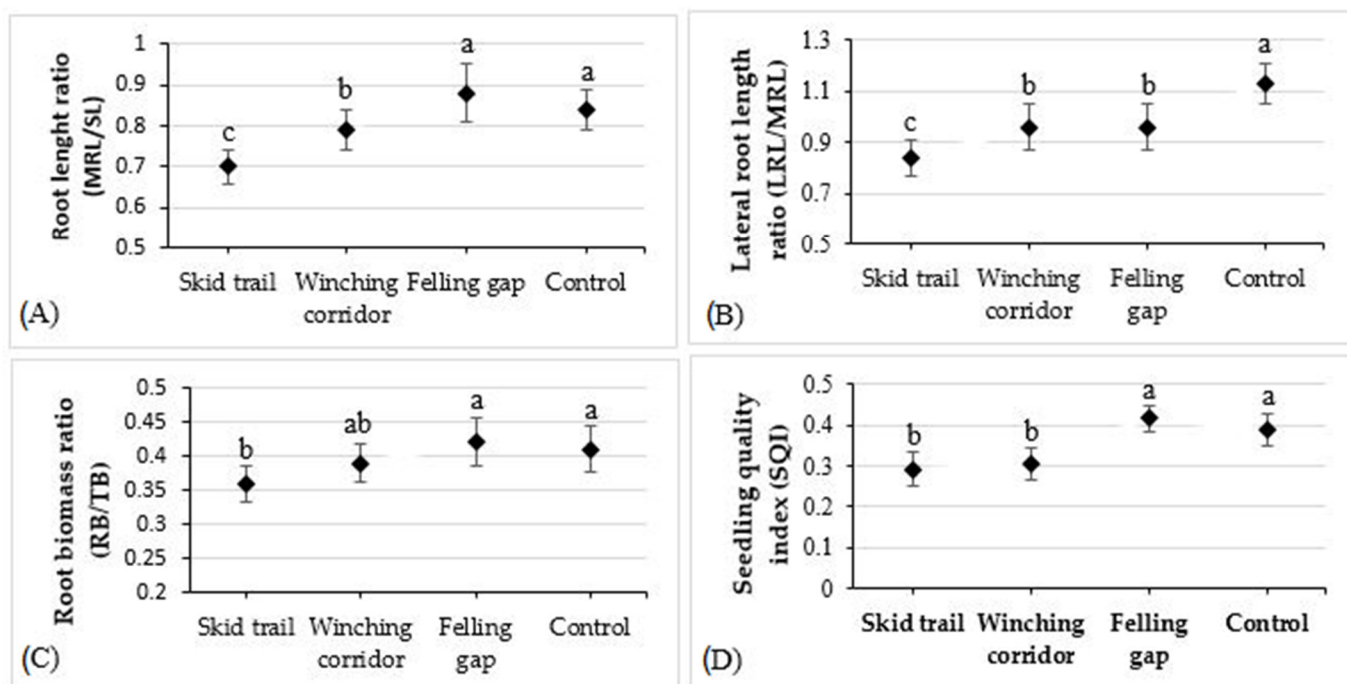 Root lenght ratio
(MRL/SL)
1
0.9
0.8
0.7
0.6
0.5
c
b
a
a
Skid trail
Winching
corridor
Felling gap
Control
(A)
Lateral root length
ratio (LRL/MRL)
1.3
1.1
0.9
0.7
0.5
c
b
b
a
Skid trail
Winching
corridor
Felling
gap
Control
(B)
Root biomass ratio
(RB/TB)
0.5
0.45
0.4
0.35
0.3
0.25
0.2
b
ab
a
a
Skid trail
Winching
corridor
Felling
gap
Control
(C)
Seedling quality
index (SQI)
0.5
0.4
0.3
0.2
0.1
0
b
b
a
a
Skid trail
Winching
corridor
Felling
gap
Control
(D)